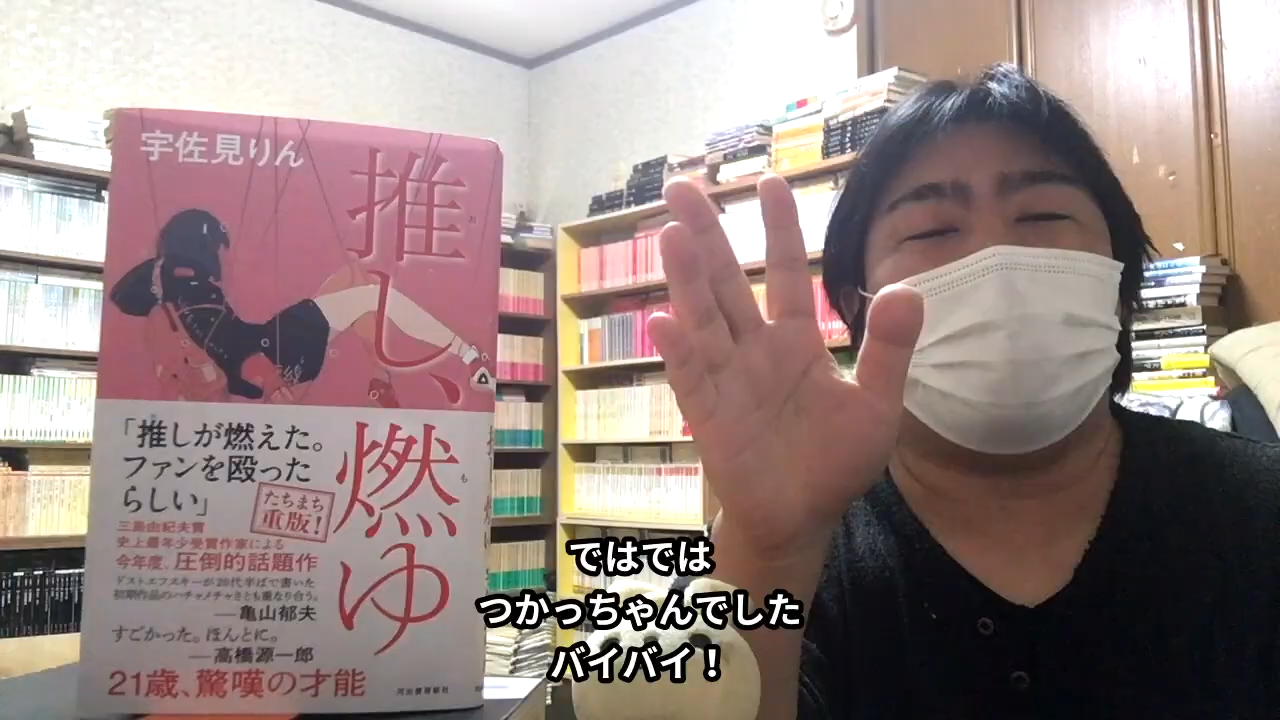 宇佐見りん
推し、燃ゆ
お
も
「推しが燃えた。
ファンを殴った
らしい」
たちまち
重版!
三島由紀夫賞
史上最年少受賞作家による
今年度、圧倒的話題作
ドストエフスキーが20代半ばで書いた
初期作品のハチャメチャさとも重なり合う。
―亀山郁夫
すごかった。ほんとに。
―高橋源一郎
21歳、驚嘆の才能
河出書房新社
ではでは
つかっちゃんでした
バイバイ!